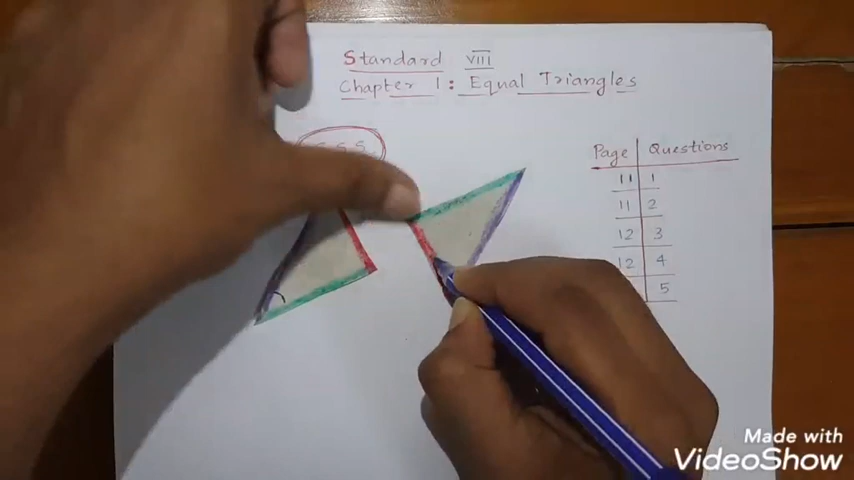 Standard VIII
Chapter 1: Equal Triangles
Page Questions
11 1
11 2
12 3
12 4
5
Made with
VideoShow